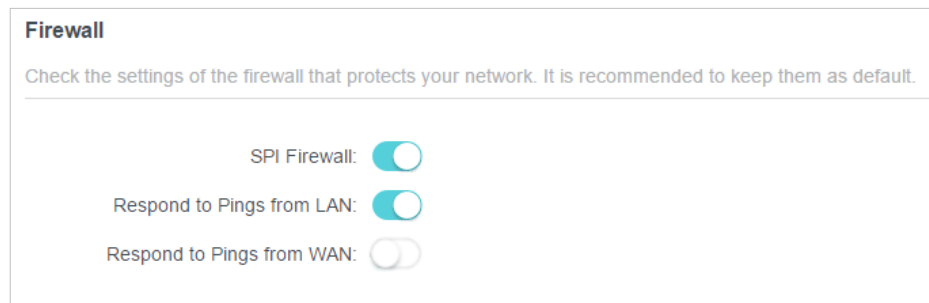 Firewall
Check the settings of the firewall that protects your network. It is recommended to keep them as default.
SPI Firewall:
Respond to Pings from LAN:
Respond to Pings from WAN: